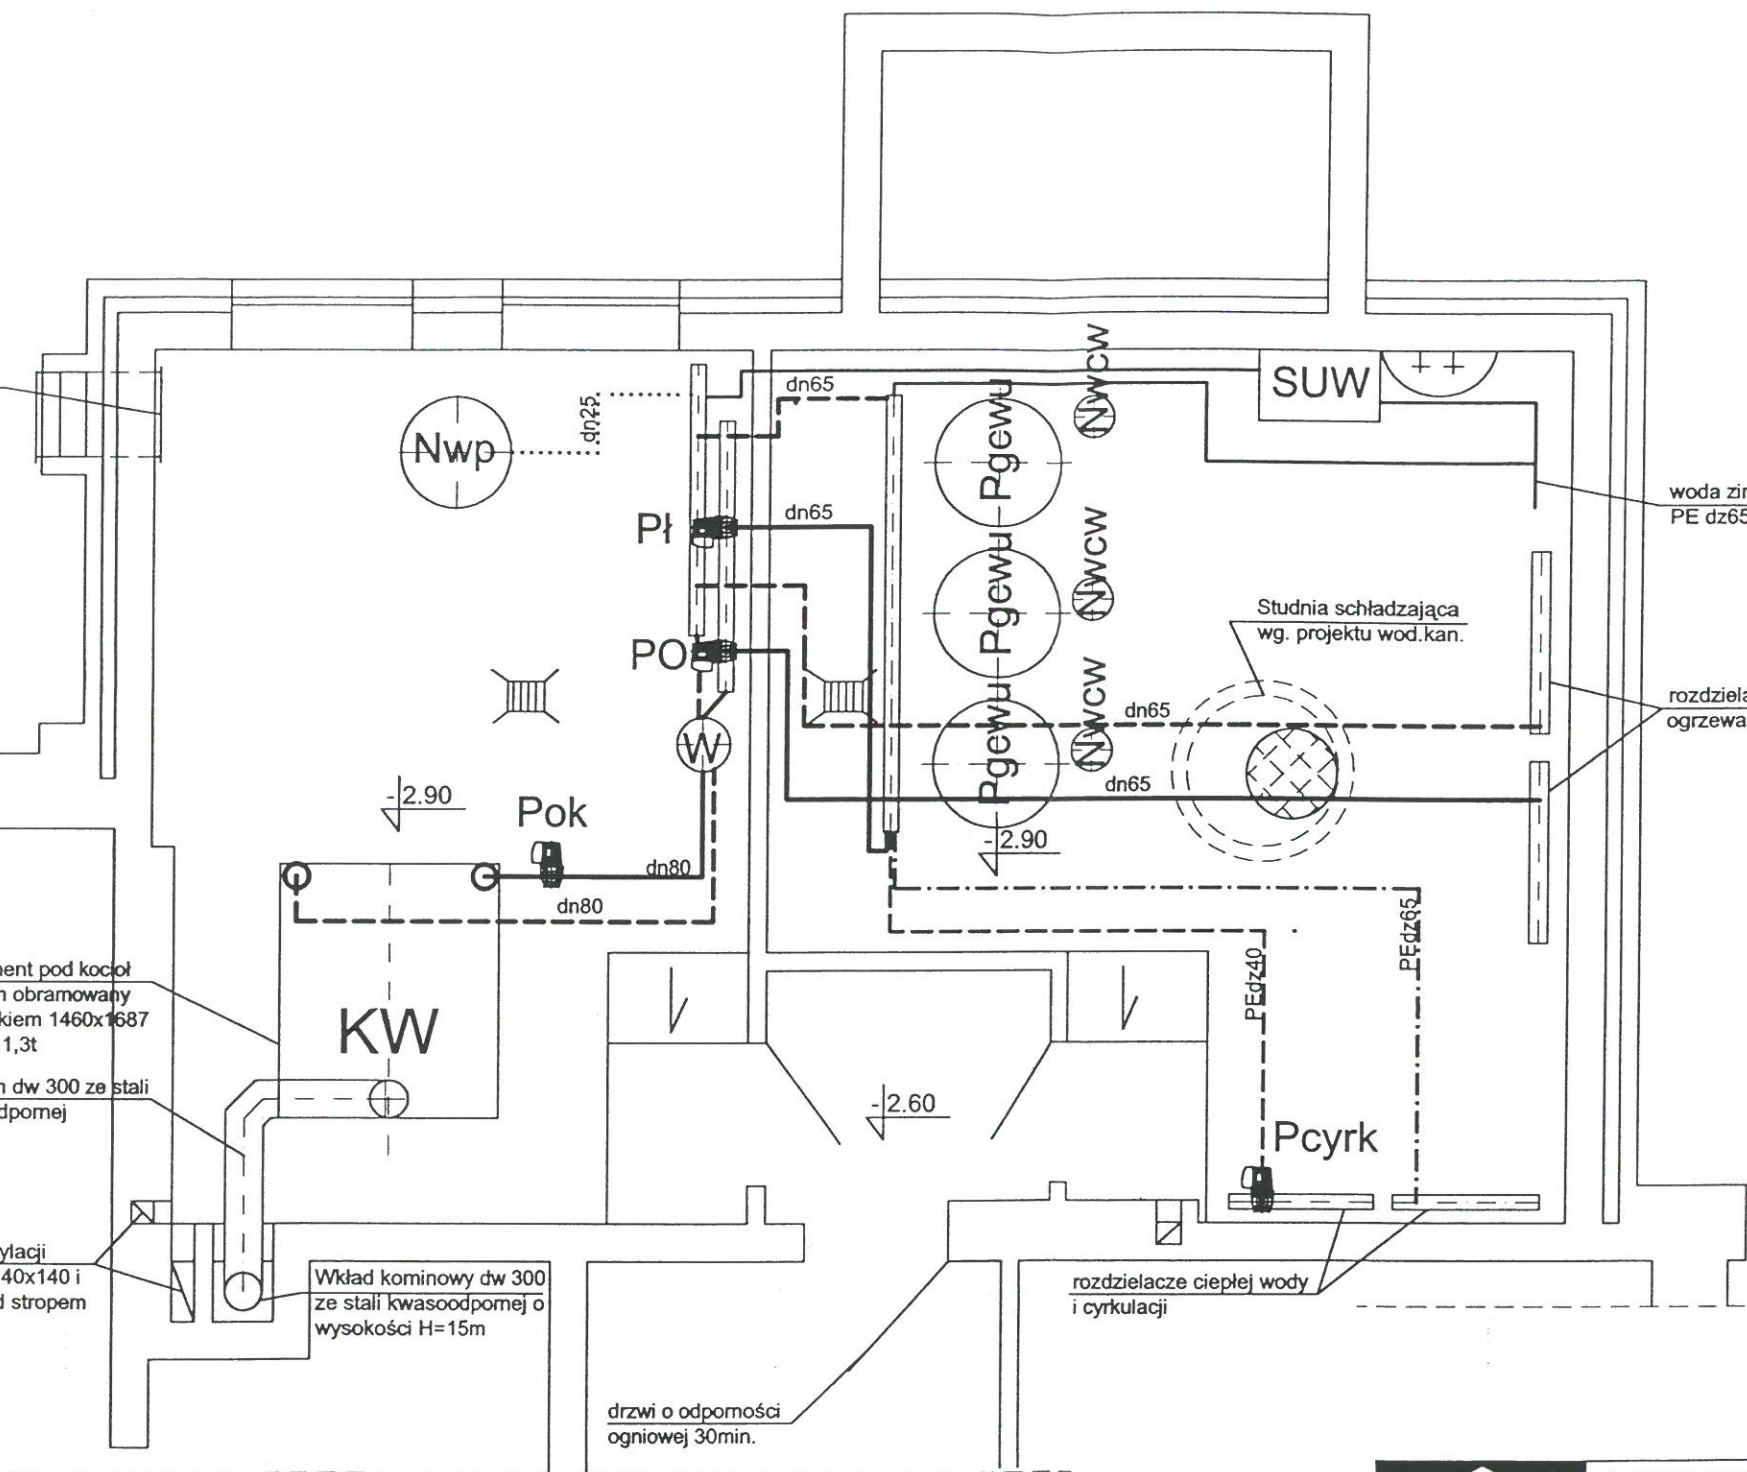 Nwcw
dn65
SUW
dn25
Nwp
Pgewu
dn65
Pł
Nwcw
woda zi
PE dz65
Pgewu
Studnia schładzająca
wg. projektu wod.kan.
PO
Nwcw
rozdziel
ogrzewa
dn65
W
Pgewu
dn65
-2.90
Pok
-2.90
dn80
dn80
PEdz65
PEdz40
ent pod kocioł
obramowany
kiem 1460x1687
1,3t
KW
dw 300 ze stali
dpornej
-2.60
Pcyrk
ylacji
40x140 i
stropem
Wkład kominowy dw 300
ze stali kwasoodpornej o
wysokości H=15m
rozdzielacze ciepłej wody
i cyrkulacji
drzwi o odporności
ogniowej 30min.